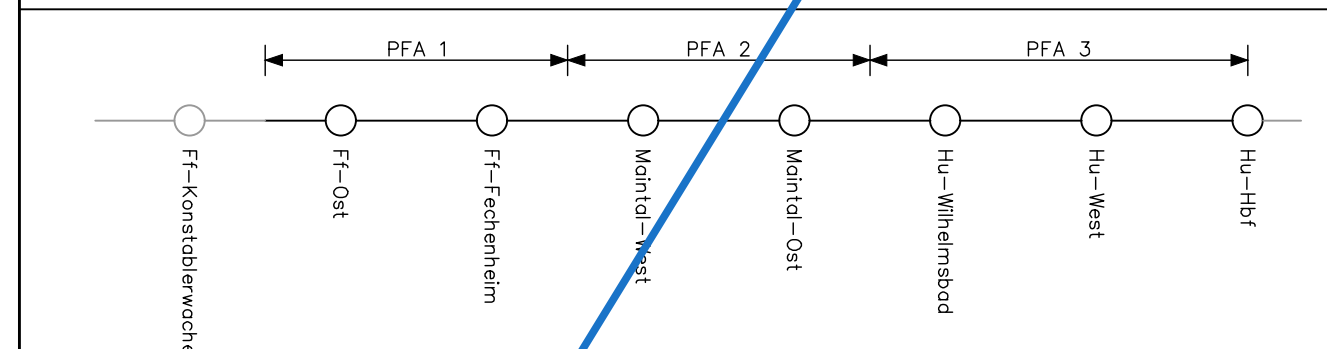 PFA 1
PFA 2
PFA 3
Ff-Konstablerwache
Ff-Ost
Ff-Fechenheim
Maintal-West
Maintal-Ost
Hu-Wilhelmsbad
Hu-West
Hu-Hbf